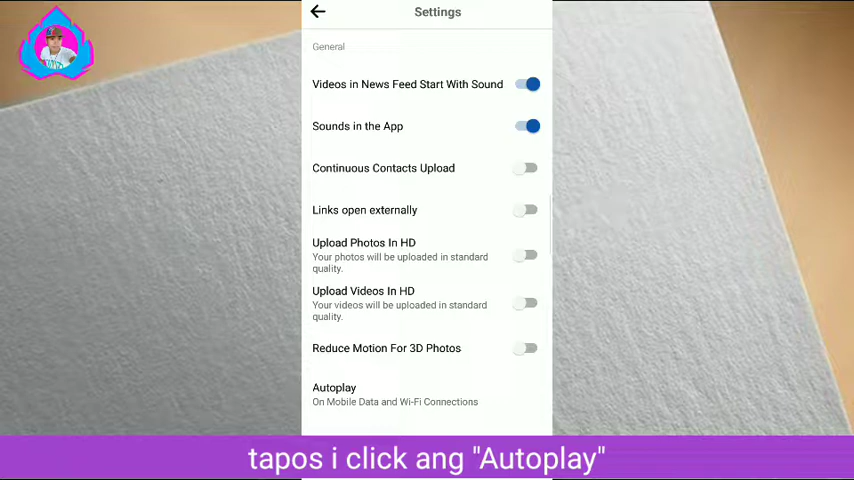 Settings
General
Videos in News Feed Start With Sound
Sounds in the App
Continuous Contacts Upload
Links open externally
Upload Photos In HD
Your photos will be uploaded in standard
quality.
Upload Videos In HD
Your videos will be uploaded in standard
quality.
Reduce Motion For 3D Photos
Autoplay
On Mobile Data and Wi-Fi Connections
tapos i click ang "Autoplay"